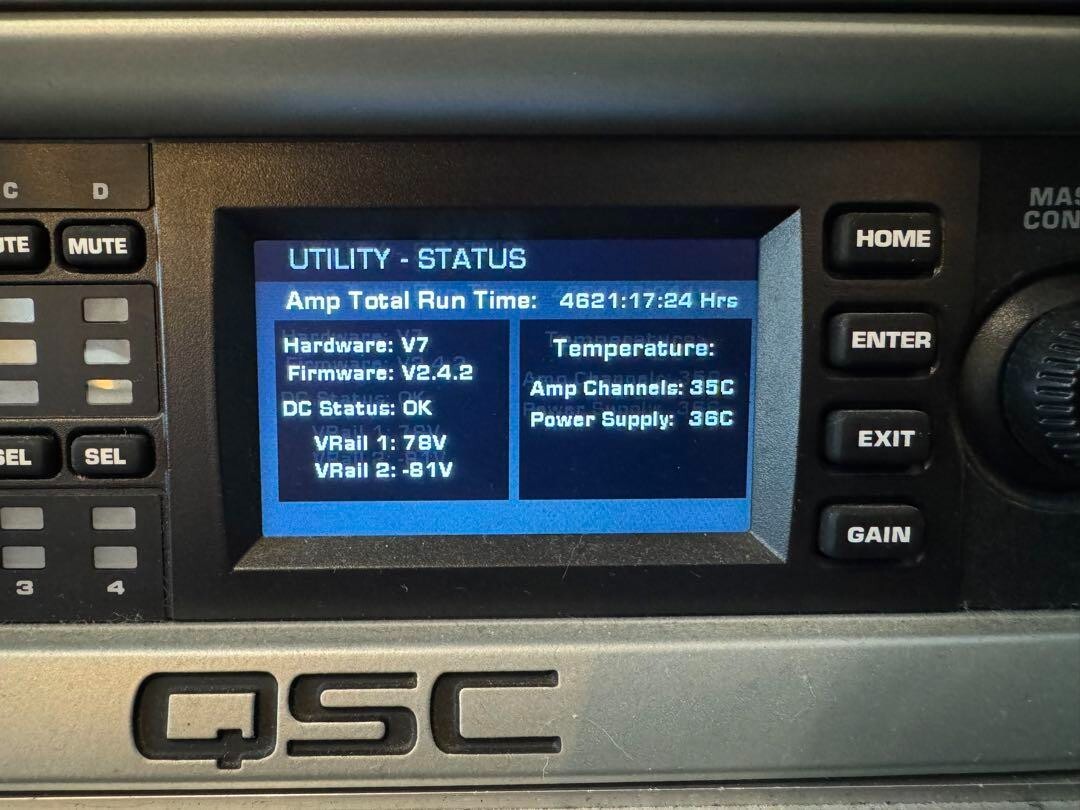 C D
MUTE
UTILITY - STATUS
Amp Total Run Time: 4621:17:24 Hrs
Hardware: V7
Firmware: V2.4.2
DC Status: OK
VRail 1: 78V
VRail 2: -81V
Temperature:
Amp Channels: 35C
Power Supply: 36C
HOME
ENTER
EXIT
GAIN
SEL SEL
3 4
QSC